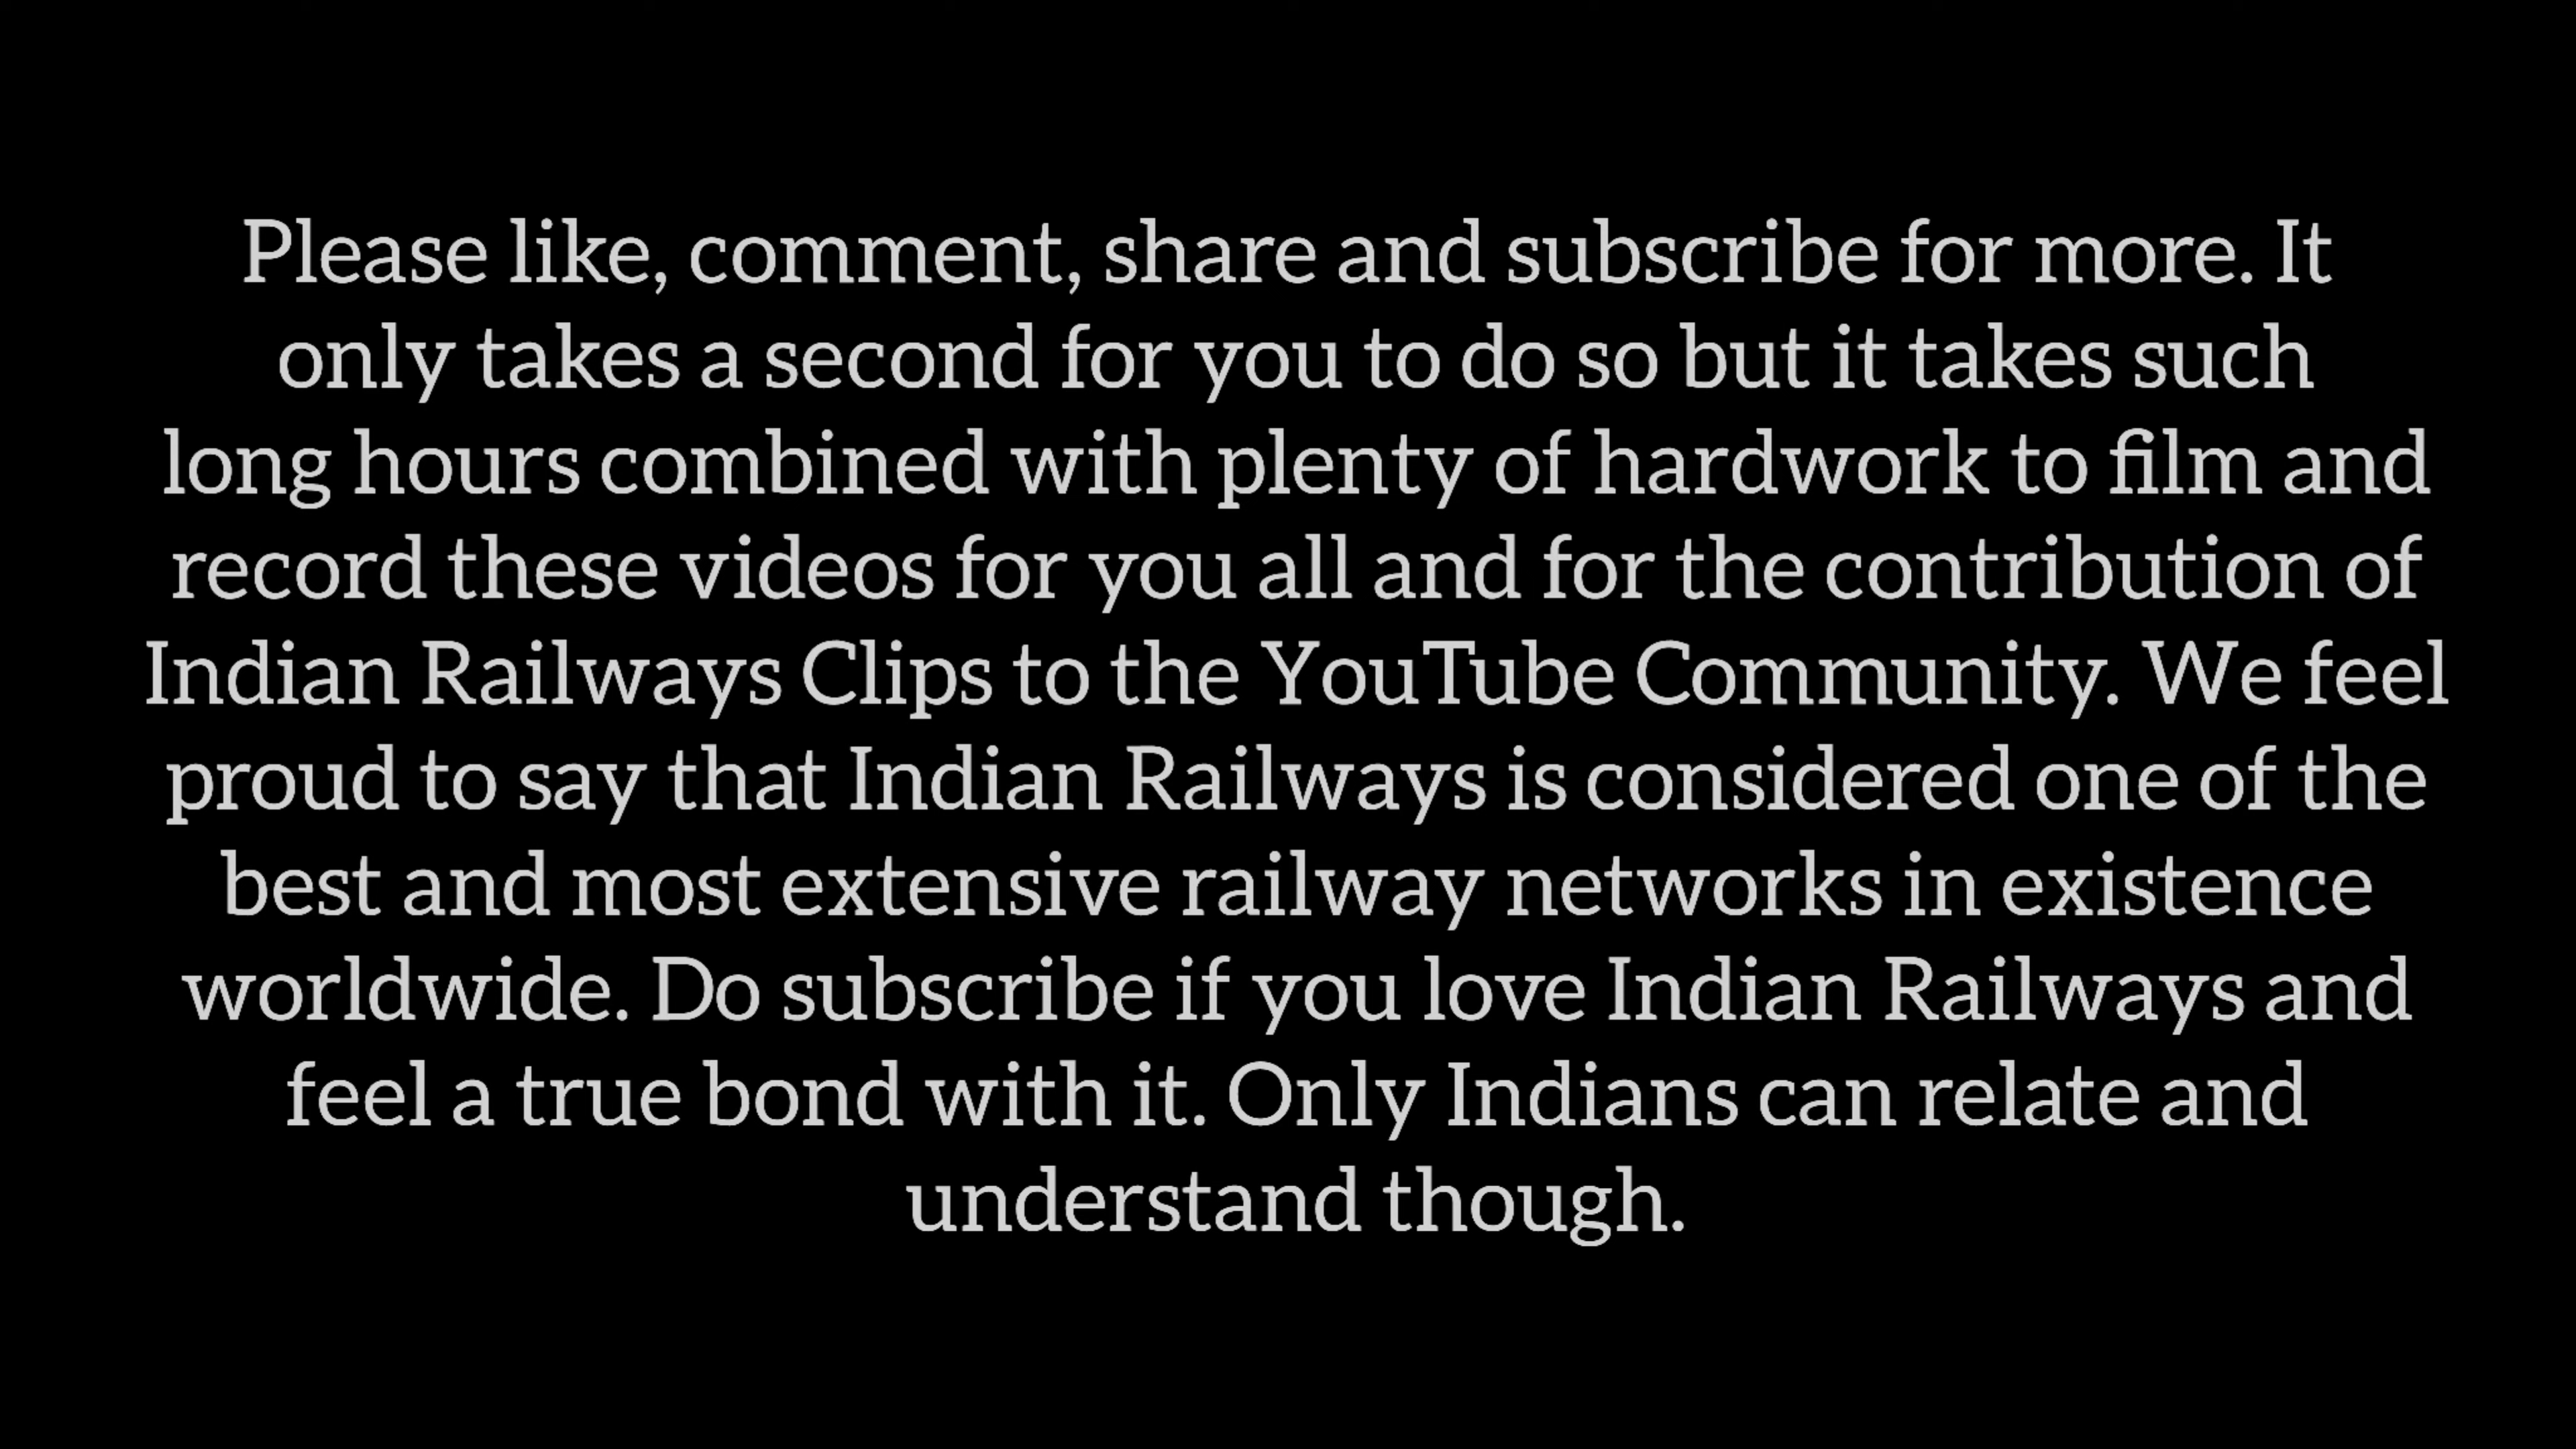 Please like, comment, share and subscribe for more. It
only takes a second for you to do so but it takes such
long hours combined with plenty of hardwork to film and
record these videos for you all and for the contribution of
Indian Railways Clips to the YouTube Community. We feel
proud to say that Indian Railways is considered one of the
best and most extensive railway networks in existence
worldwide. Do subscribe if you love Indian Railways and
feel a true bond with it. Only Indians can relate and
understand though.